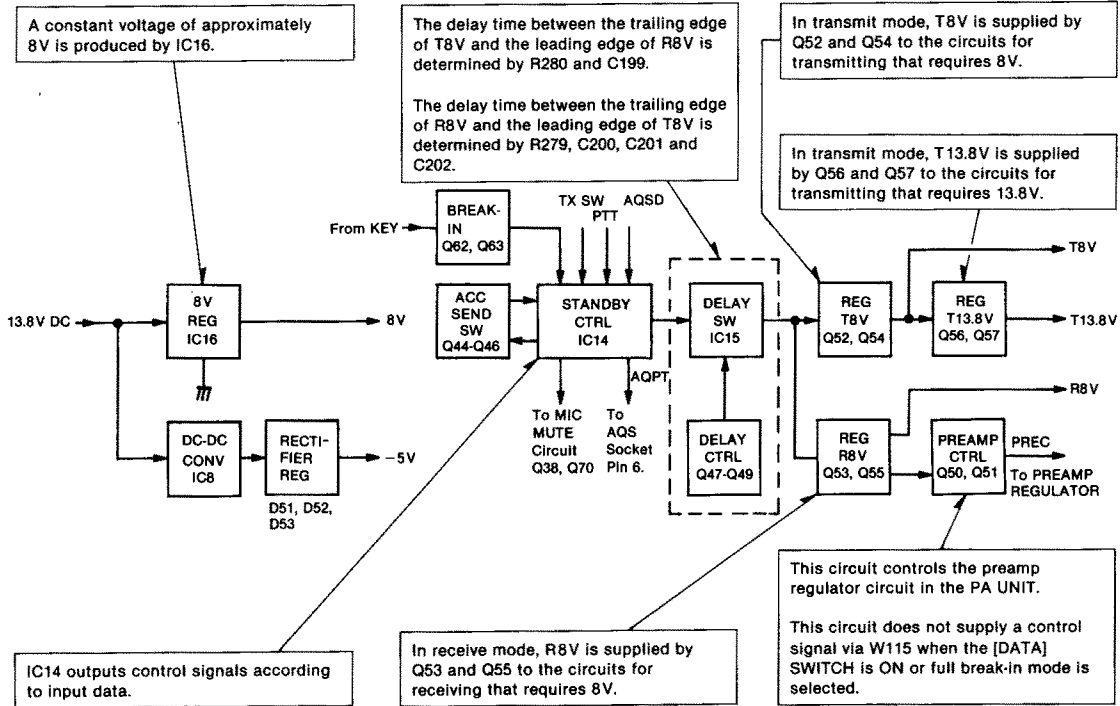 A constant voltage of approximately
8V is produced by IC16.
The delay time between the trailing edge
of T8V and the leading edge of R8V is
determined by R280 and C199.
The delay time between the trailing edge
of R8V and the leading edge of T8V is
determined by R279, C200, C201 and
C202.
In transmit mode, T8V is supplied by
Q52 and Q54 to the circuits for
transmitting that requires 8V.
In transmit mode, T13.8V is supplied
by Q56 and Q57 to the circuits for
transmitting that requires 13.8V.
From KEY
BREAK-
IN
Q62, Q63
TX SW
PTT
AQSD
13.8V DC
8V
REG
IC16
8V
ACC
SEND
SW
Q44-Q46
STANDBY
CTRL
IC14
DELAY
SW
IC15
REG
T8V
Q52, Q54
REG
T13.8V
Q56, Q57
T8V
T13.8V
R8V
AQPT
To MIC
MUTE
Circuit
Q38, Q70
To
AQS
Socket
Pin 6.
DC-DC
CONV
IC8
RECTI-
FIER
REG
−5V
D51, D52,
D53
DELAY
CTRL
Q47-Q49
REG
R8V
Q53, Q55
PREAMP
CTRL
Q50, Q51
PREC
To PREAMP
REGULATOR
IC14 outputs control signals according
to input data.
In receive mode, R8V is supplied by
Q53 and Q55 to the circuits for
receiving that requires 8V.
This circuit controls the preamp
regulator circuit in the PA UNIT.
This circuit does not supply a control
signal via W115 when the [DATA]
SWITCH is ON or full break-in mode is
selected.